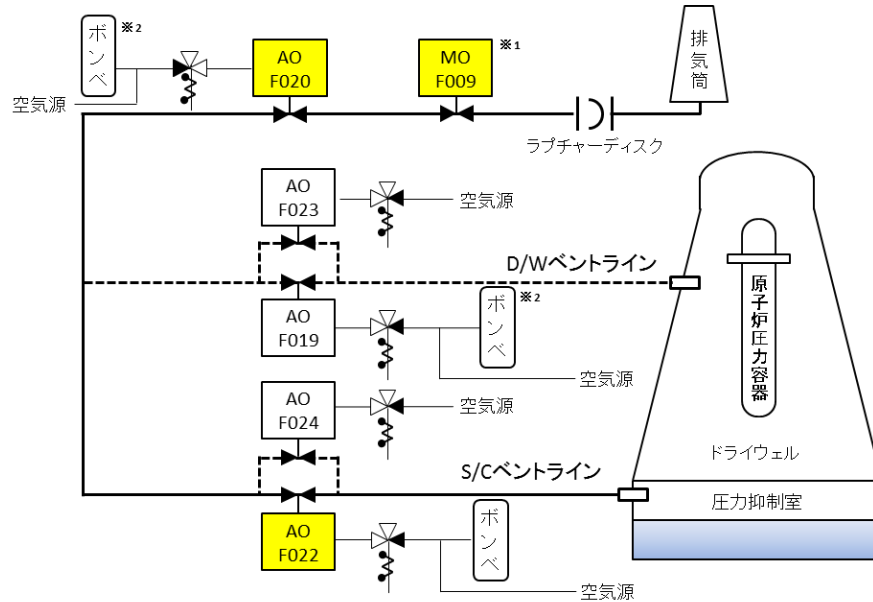 ボンベ
※2
空気源
AO
F020
MO
F009
※1
排気筒
ラプチャーディスク
AO
F023
空気源
D/Wベントライン
AO
F019
ボンベ
※2
空気源
原子炉圧力容器
AO
F024
空気源
ドライウェル
S/Cベントライン
圧力抑制室
AO
F022
ボンベ
空気源